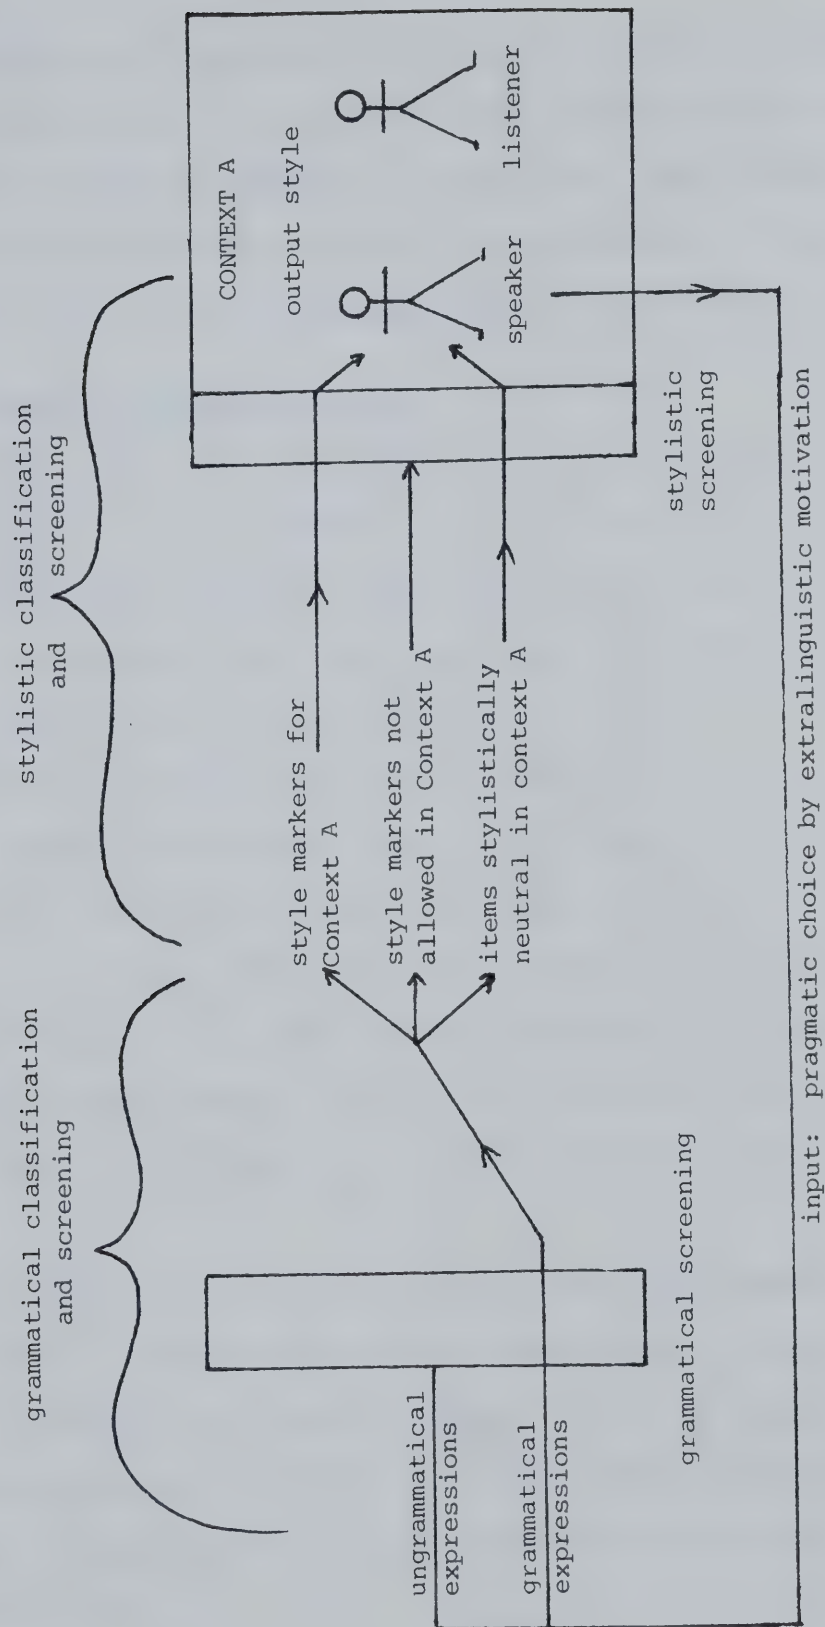 grammatical classification
and screening
stylistic classification
and screening
ungrammatical
expressions
grammatical
expressions
grammatical screening
style markers for
Context A
style markers not
allowed in Context A
items stylistically
neutral in context A
CONTEXT A
output style
speaker
listener
stylistic
screening
input: pragmatic choice by extralinguistic motivation